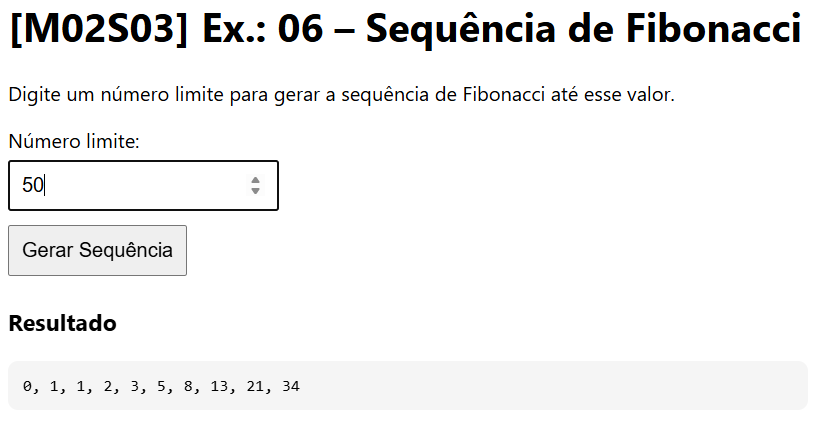 [M02S03] Ex.: 06 – Sequência de Fibonacci
Digite um número limite para gerar a sequência de Fibonacci até esse valor.
Número limite:
50
Gerar Sequência
Resultado
0, 1, 1, 2, 3, 5, 8, 13, 21, 34